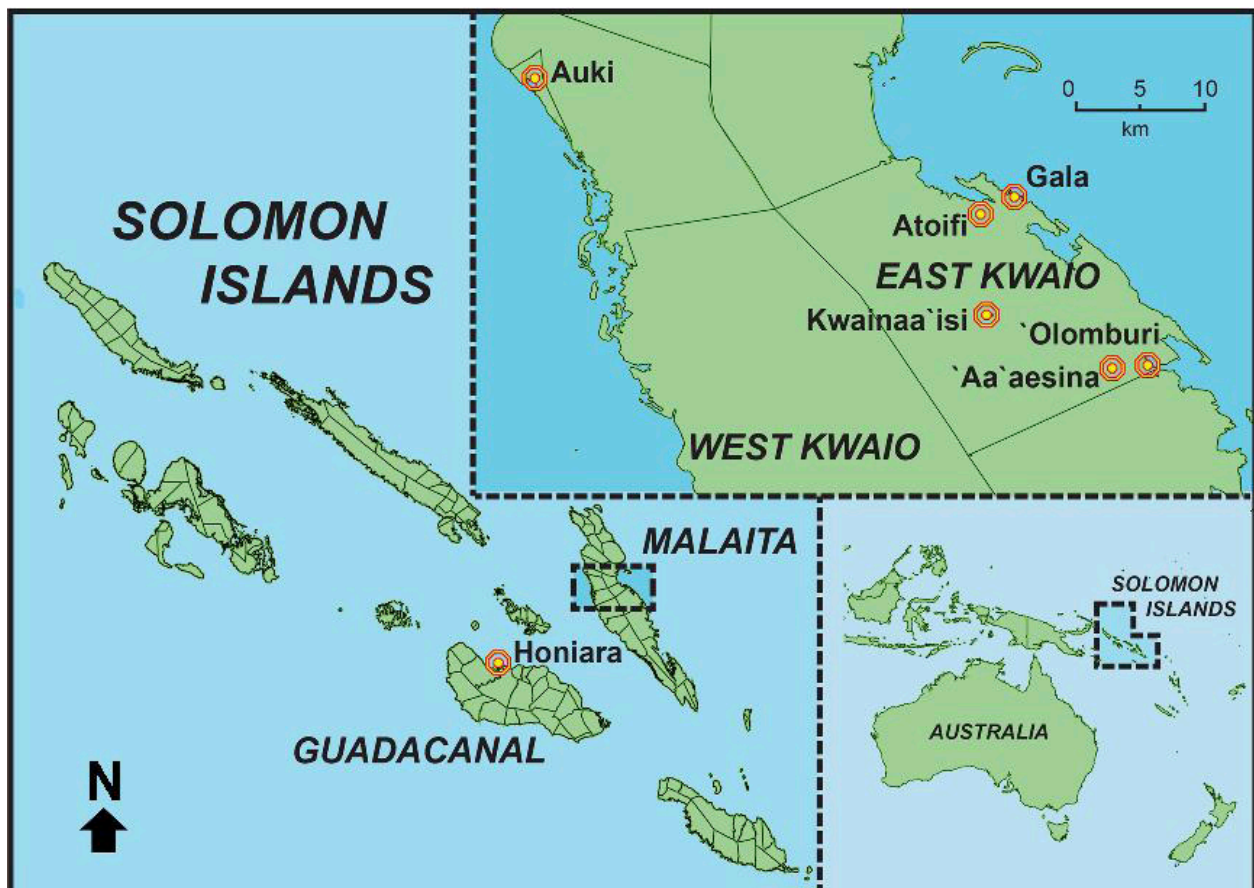 SOLOMON
ISLANDS
Auki
0 5 10
km
Gala
Atoifi
EAST KWAIO
Kwainaa`isi
`Olomburi
`Aa`aesina
WEST KWAIO
MALAITA
Honiara
GUADACANAL
N
SOLOMON
ISLANDS
AUSTRALIA